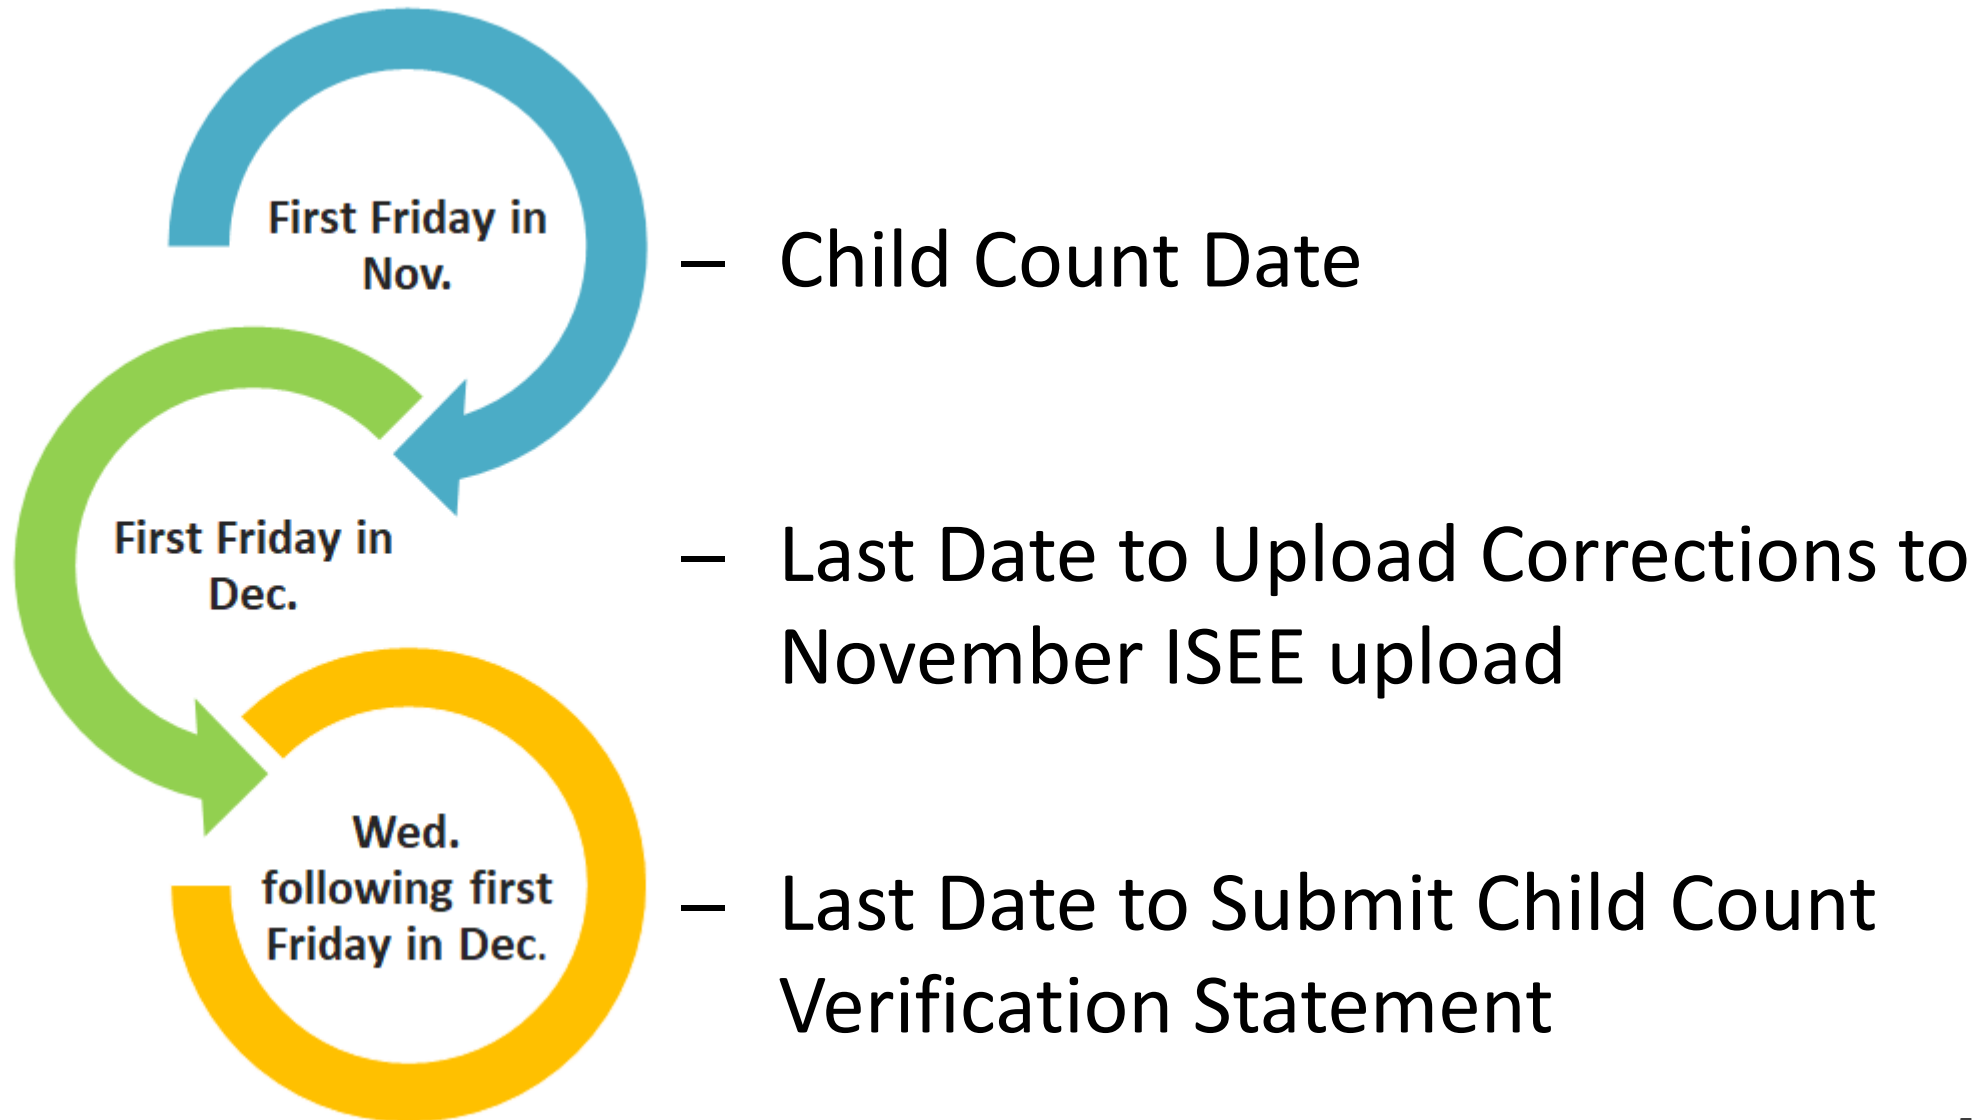 First Friday in
Nov.
– Child Count Date
First Friday in
Dec.
– Last Date to Upload Corrections to
November ISEE upload
Wed.
following first
Friday in Dec.
– Last Date to Submit Child Count
Verification Statement